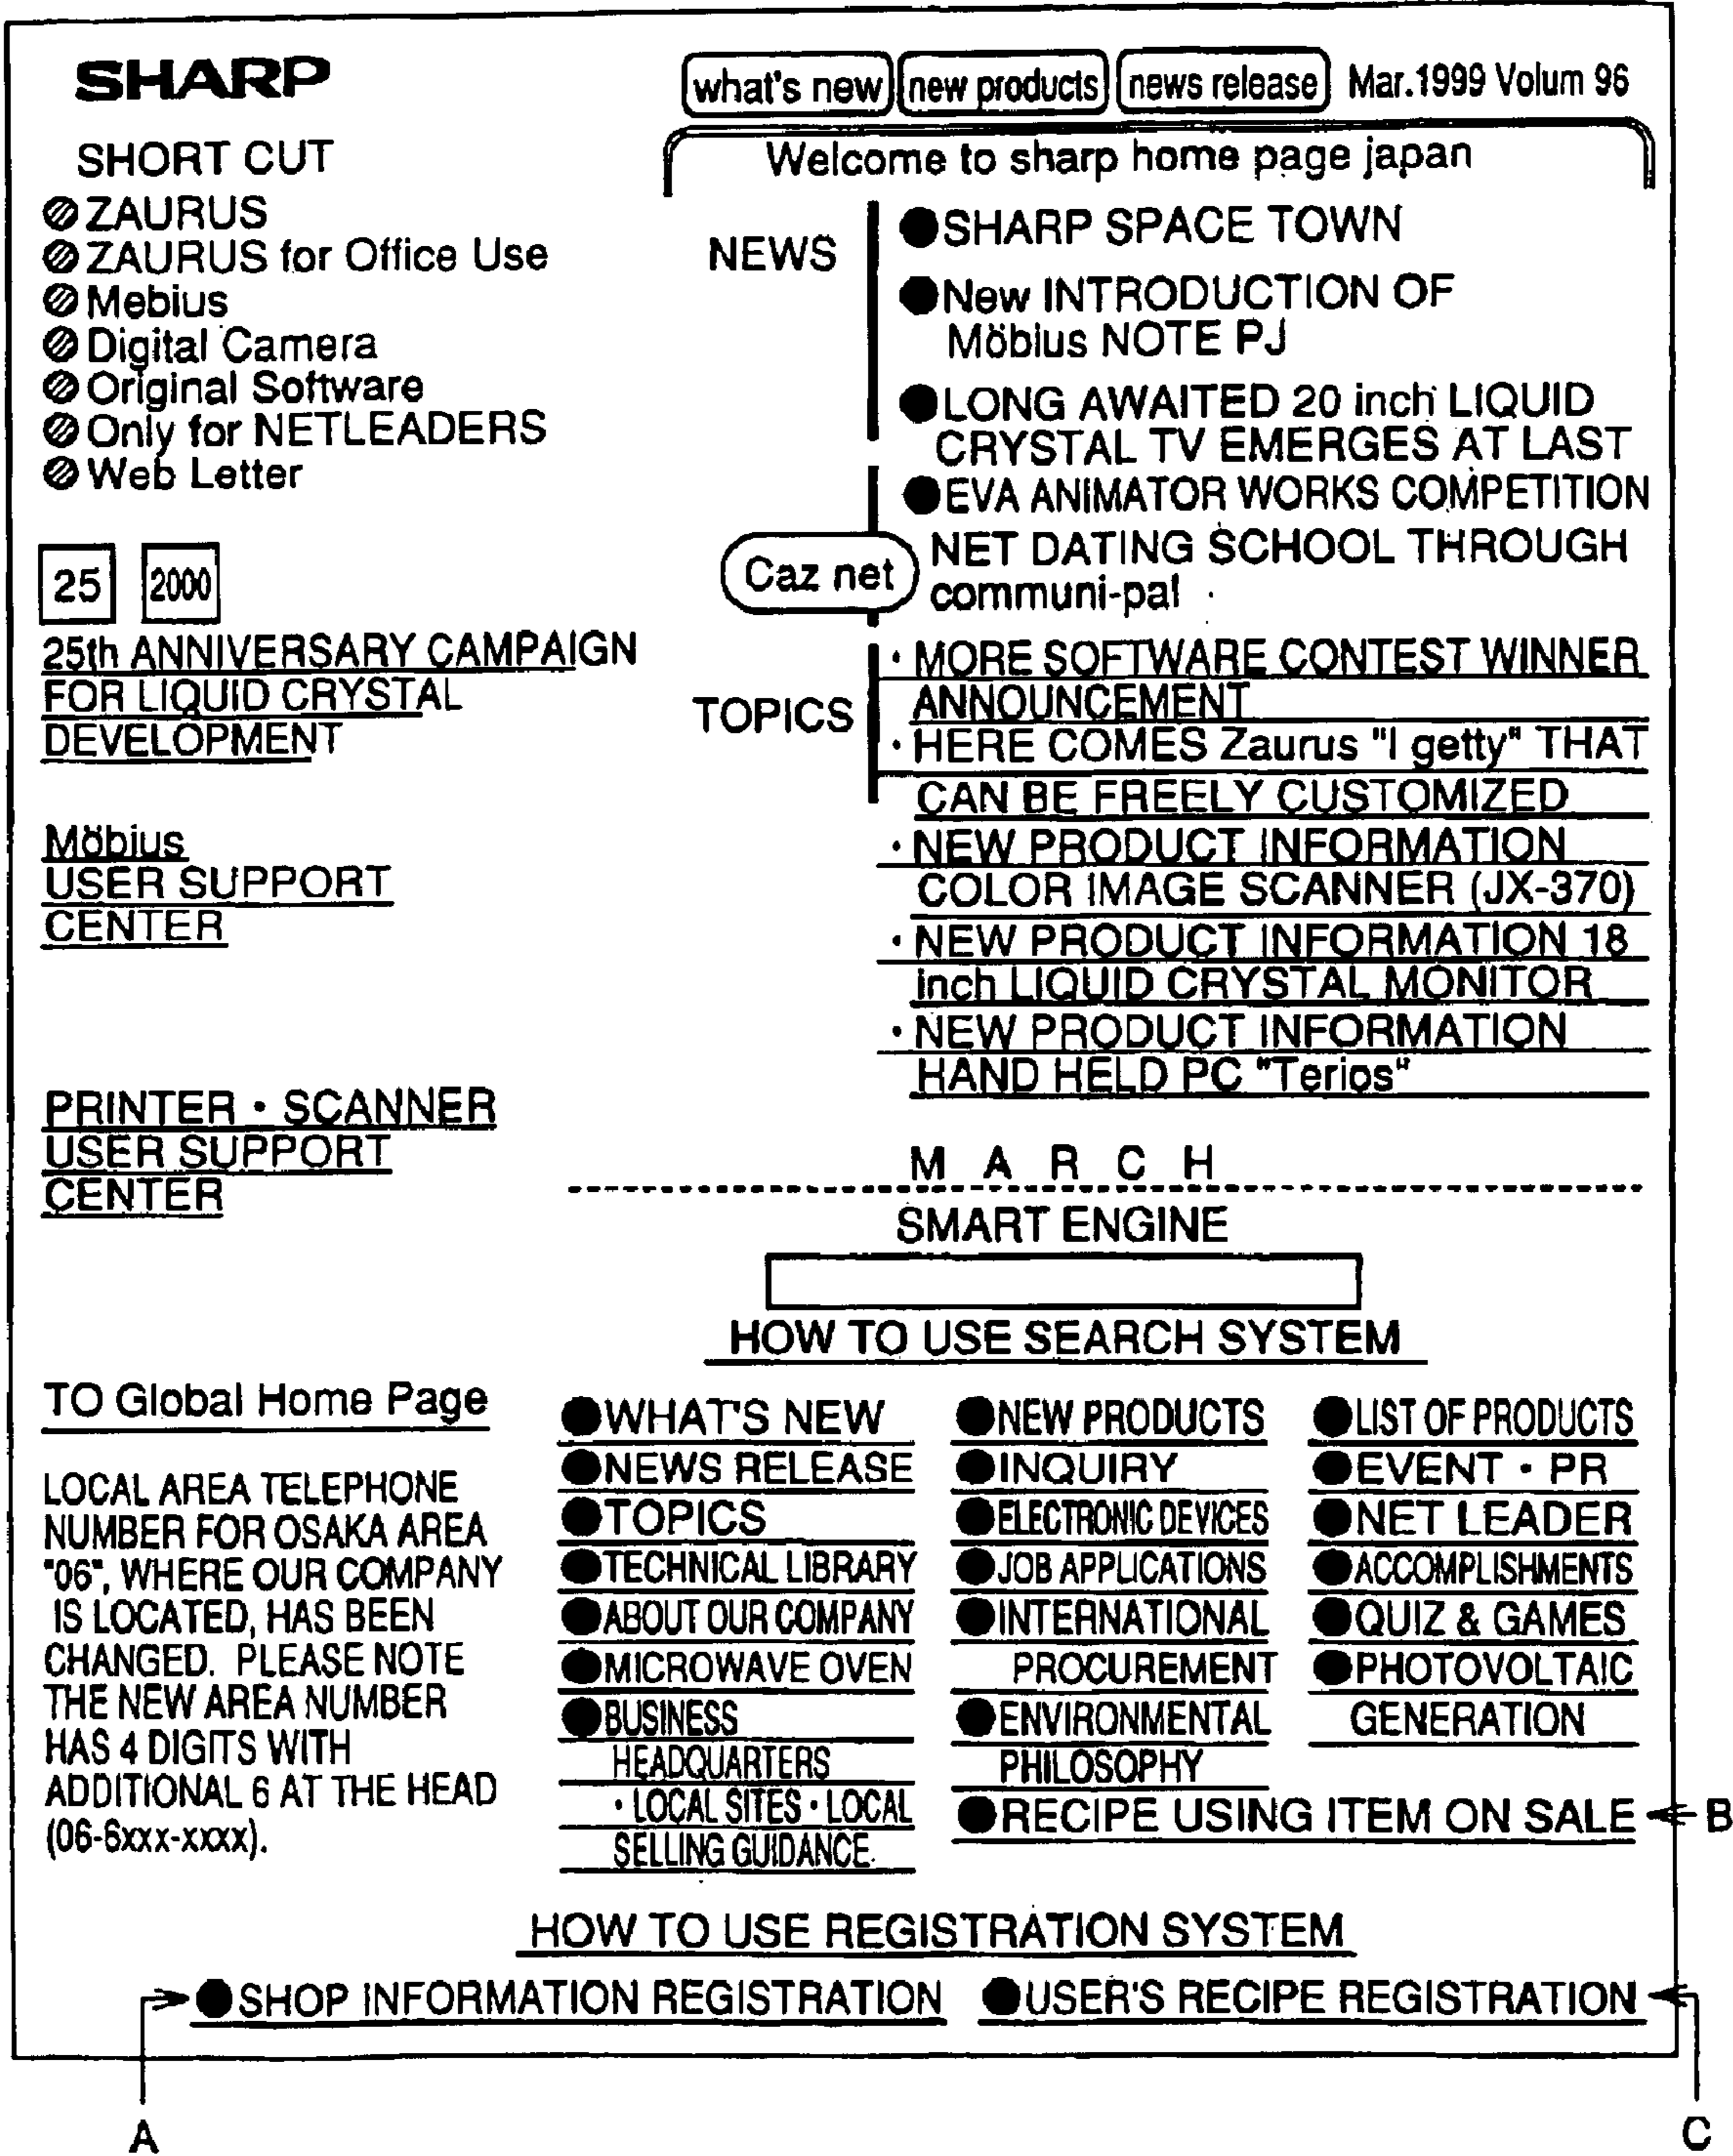 SHARP
what's new new products news release Mar.1999 Volum 96
Welcome to sharp home page japan
SHORT CUT
ZAURUS
ZAURUS for Office Use
Mebius
Digital Camera
Original Software
Only for NETLEADERS
Web Letter
25 2000
25th ANNIVERSARY CAMPAIGN
FOR LIQUID CRYSTAL
DEVELOPMENT
Möbius
USER SUPPORT
CENTER
PRINTER・SCANNER
USER SUPPORT
CENTER
NEWS
●SHARP SPACE TOWN
●New INTRODUCTION OF
Möbius NOTE PJ
●LONG AWAITED 20 inch LIQUID
CRYSTAL TV EMERGES AT LAST
●EVA ANIMATOR WORKS COMPETITION
Caz net
NET DATING SCHOOL THROUGH
communi-pal
TOPICS
・MORE SOFTWARE CONTEST WINNER
ANNOUNCEMENT
・HERE COMES Zaurus "I getty" THAT
CAN BE FREELY CUSTOMIZED
・NEW PRODUCT INFORMATION
COLOR IMAGE SCANNER (JX-370)
・NEW PRODUCT INFORMATION 18
inch LIQUID CRYSTAL MONITOR
・NEW PRODUCT INFORMATION
HAND HELD PC "Terios"
M A R C H
SMART ENGINE
HOW TO USE SEARCH SYSTEM
TO Global Home Page
LOCAL AREA TELEPHONE
NUMBER FOR OSAKA AREA
"06", WHERE OUR COMPANY
IS LOCATED, HAS BEEN
CHANGED. PLEASE NOTE
THE NEW AREA NUMBER
HAS 4 DIGITS WITH
ADDITIONAL 6 AT THE HEAD
(06-6xxx-xxxx).
●WHAT'S NEW
●NEWS RELEASE
●TOPICS
●TECHNICAL LIBRARY
●ABOUT OUR COMPANY
●MICROWAVE OVEN
●BUSINESS
HEADQUARTERS
・LOCAL SITES・LOCAL
SELLING GUIDANCE
●NEW PRODUCTS
●INQUIRY
●ELECTRONIC DEVICES
●JOB APPLICATIONS
●INTERNATIONAL
PROCUREMENT
●ENVIRONMENTAL
PHILOSOPHY
●LIST OF PRODUCTS
●EVENT・PR
●NET LEADER
●ACCOMPLISHMENTS
●QUIZ & GAMES
●PHOTOVOLTAIC
GENERATION
●RECIPE USING ITEM ON SALE B
HOW TO USE REGISTRATION SYSTEM
●SHOP INFORMATION REGISTRATION ●USER'S RECIPE REGISTRATION
A C